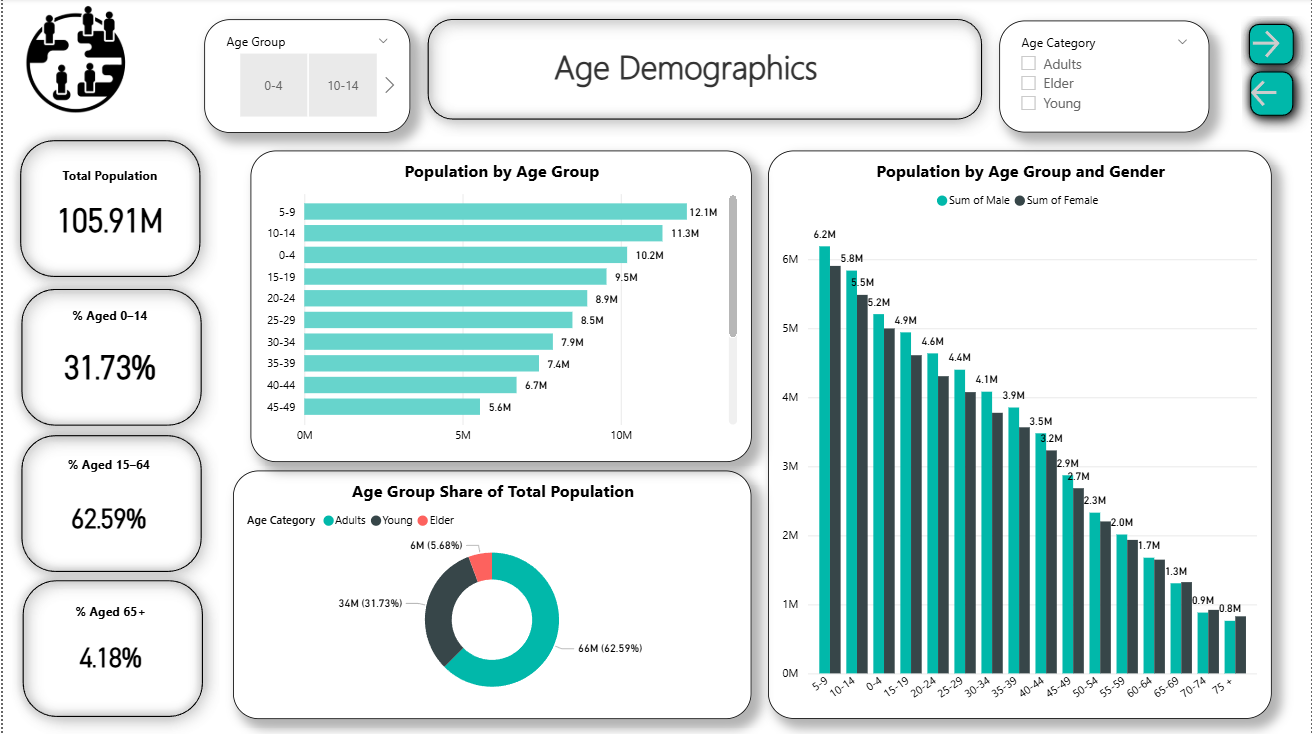 Age Group
0-4
10-14
Age Demographics
Age Category
Adults
Elder
Young
Total Population
105.91M
% Aged 0–14
31.73%
% Aged 15–64
62.59%
% Aged 65+
4.18%
Population by Age Group
5-9 12.1M
10-14 11.3M
0-4 10.2M
15-19 9.5M
20-24 8.9M
25-29 8.5M
30-34 7.9M
35-39 7.4M
40-44 6.7M
45-49 5.6M
0M 5M 10M
Age Group Share of Total Population
Age Category Adults Young Elder
6M (5.68%)
34M (31.73%)
66M (62.59%)
Population by Age Group and Gender
Sum of Male Sum of Female
6.2M
5.8M
5.5M
5.2M
4.9M
4.6M
4.4M
4.1M
3.9M
3.5M
3.2M
2.9M
2.7M
2.3M
2.0M
1.7M
1.3M
0.9M
0.8M
6M
5M
4M
3M
2M
1M
0M
5-9 10-14 0-4 15-19 20-24 25-29 30-34 35-39 40-44 45-49 50-54 55-59 60-64 65-69 70-74 75 +